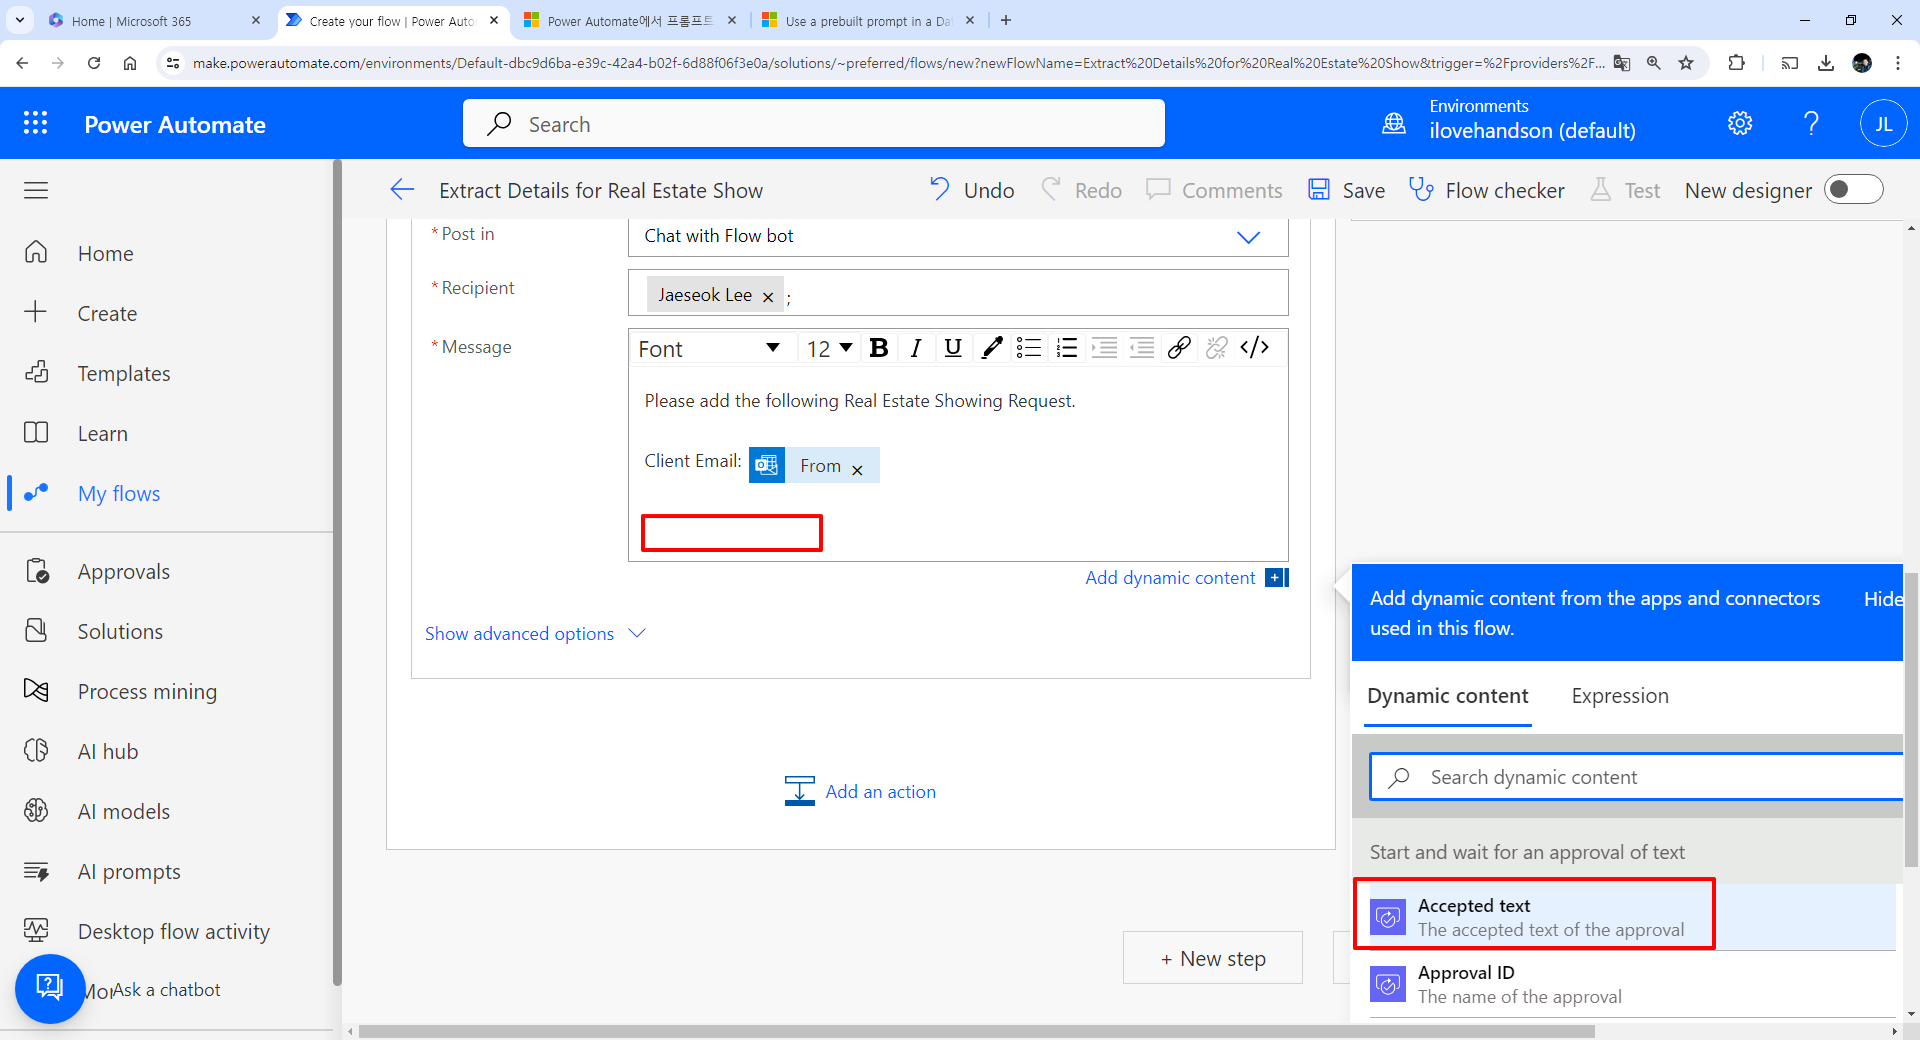 Home | Microsoft 365
Create your flow | Power Auto
Power Automate에서 프롬프트
Use a prebuilt prompt in a Da
make.powerautomate.com/environments/Default-dbc9d6ba-e39c-42a4-b02f-6d88f06f3e0a/solutions/~preferred/flows/new?newFlowName=Extract%20Details%20for%20Real%20Estate%20Show&trigger=%2Fproviders%2F...
Power Automate
Search
Environments
ilovehandson (default)
JL
Extract Details for Real Estate Show
Undo
Redo
Comments
Save
Flow checker
Test
New designer
Home
Create
Templates
Learn
My flows
Approvals
Solutions
Process mining
AI hub
AI models
AI prompts
Desktop flow activity
Mor
Ask a chatbot
*Post in
Chat with Flow bot
*Recipient
Jaeseok Lee × ;
*Message
Font 12 B I U </>
Please add the following Real Estate Showing Request.
Client Email: From ×
Add dynamic content +
Show advanced options
Add an action
+ New step
Add dynamic content from the apps and connectors used in this flow.
Hide
Dynamic content
Expression
Search dynamic content
Start and wait for an approval of text
Accepted text
The accepted text of the approval
Approval ID
The name of the approval